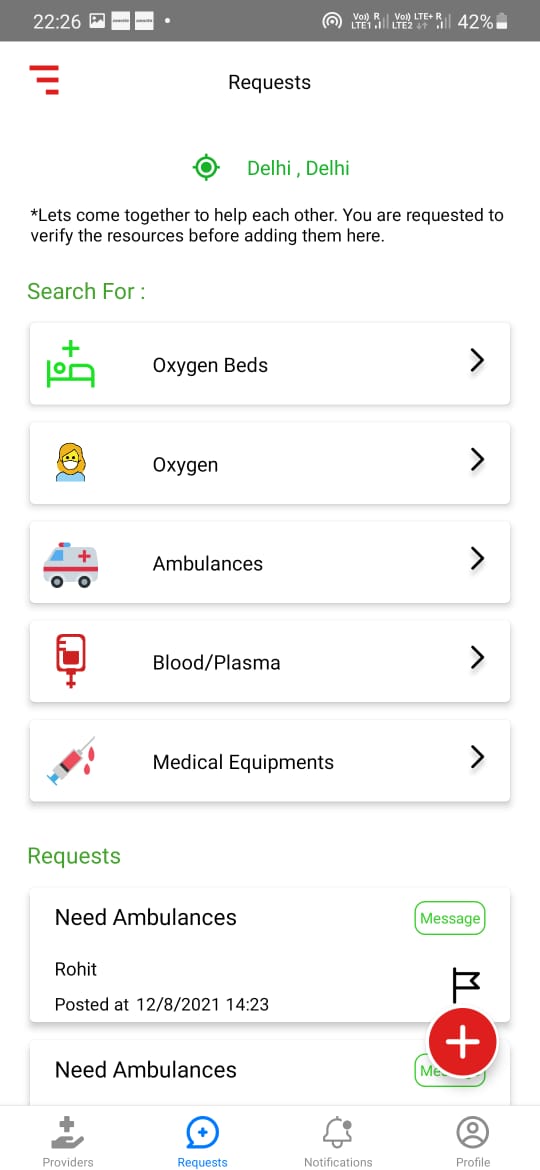 22:26
Vo) R
LTE1
Vo) LTE+ R
LTE2
42%
Requests
Delhi , Delhi
*Lets come together to help each other. You are requested to
verify the resources before adding them here.
Search For :
Oxygen Beds
Oxygen
Ambulances
Blood/Plasma
Medical Equipments
Requests
Need Ambulances
Message
Rohit
Posted at 12/8/2021 14:23
Need Ambulances
Providers
Requests
Notifications
Profile